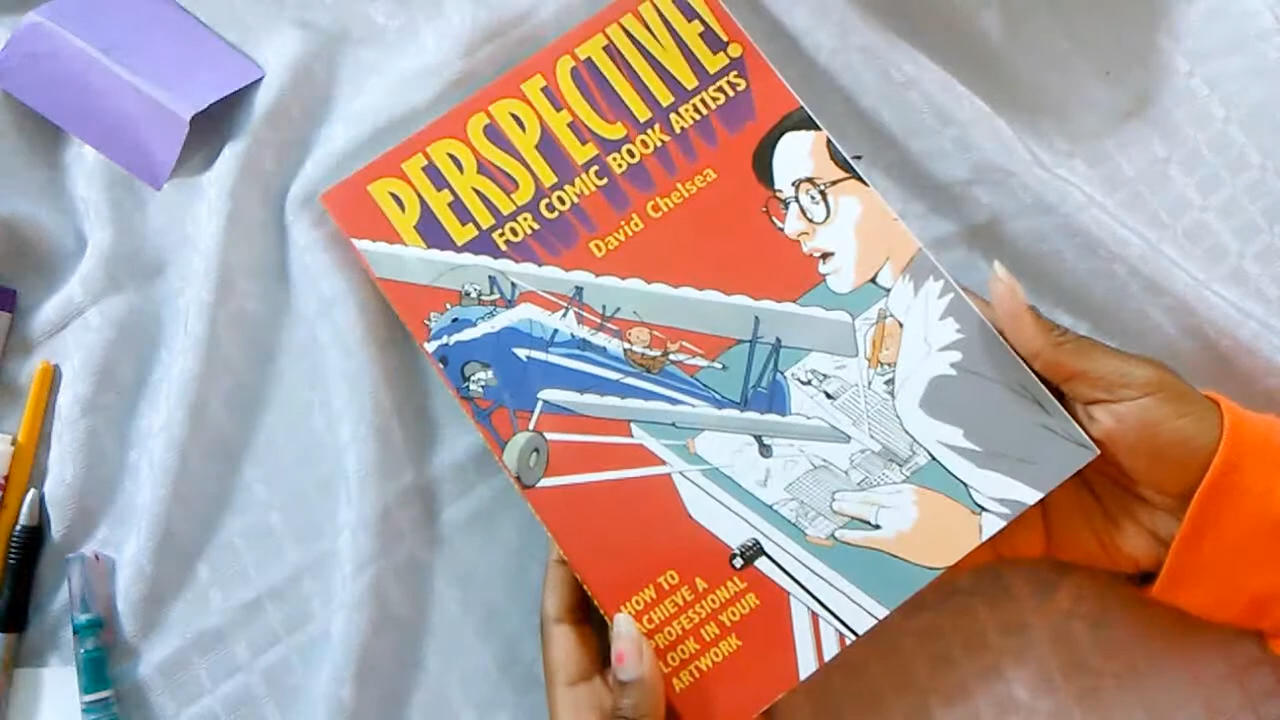 PERSPECTIVE!
FOR COMIC BOOK ARTISTS
David Chelsea
HOW TO
ACHIEVE A
PROFESSIONAL
LOOK IN YOUR
ARTWORK